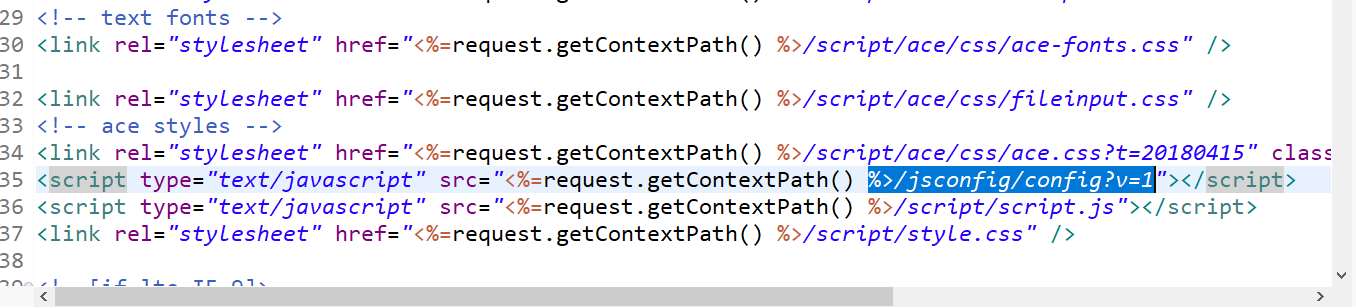 29 <!-- text fonts -->
30 <link rel="stylesheet" href="<%=request.getContextPath() %>/script/ace/css/ace-fonts.css" />
31
32 <link rel="stylesheet" href="<%=request.getContextPath() %>/script/ace/css/fileinput.css" />
33 <!-- ace styles -->
34 <link rel="stylesheet" href="<%=request.getContextPath() %>/script/ace/css/ace.css?t=20180415" class
35 <script type="text/javascript" src="<%=request.getContextPath() %>/jsconfig/config?v=1"></script>
36 <script type="text/javascript" src="<%=request.getContextPath() %>/script/script.js"></script>
37 <link rel="stylesheet" href="<%=request.getContextPath() %>/script/style.css" />
38